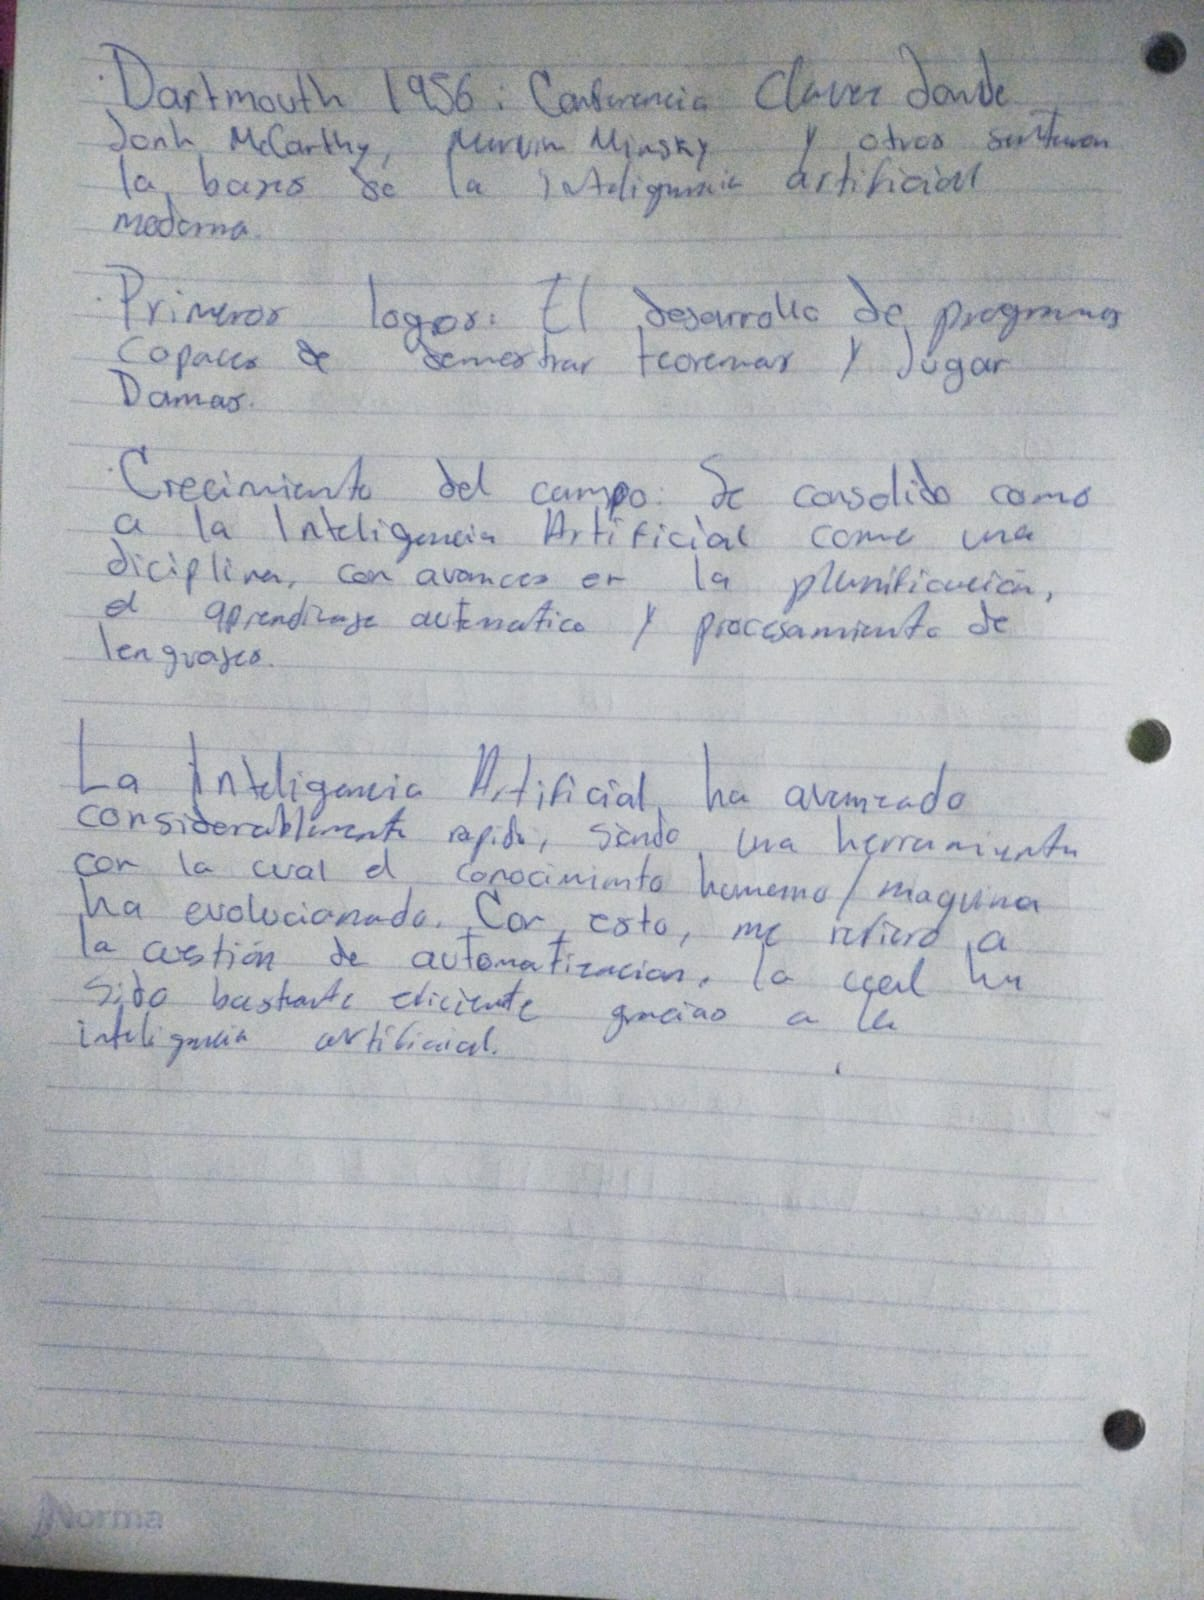 · Dartmouth 1956: Conferencia Claver donde
Jonh McCarthy, Marvin Minsky y otros
la bases de la inteligencia artificial
moderna.
· Primeros logros: El desarrollo de programas
Copaces de demostrar teoremas y Jugar
Damas.
· Crecimiento del campo: Se consolido como
a la Inteligencia Artificial como una
diciplina, con avances en la planificación,
el aprendizaje automatico y procesamiento de
lenguajes.
La Inteligencia Artificial, ha avanzado
considerablemente rapido, siendo una herramienta
con la cual el conocimiento humano/maquina
ha evolucionado. Con esto, me refiero a
la cuestión de automatizacion, la cual ha
sido bastante eficiente gracias a la
inteligencia artificial.
Norma